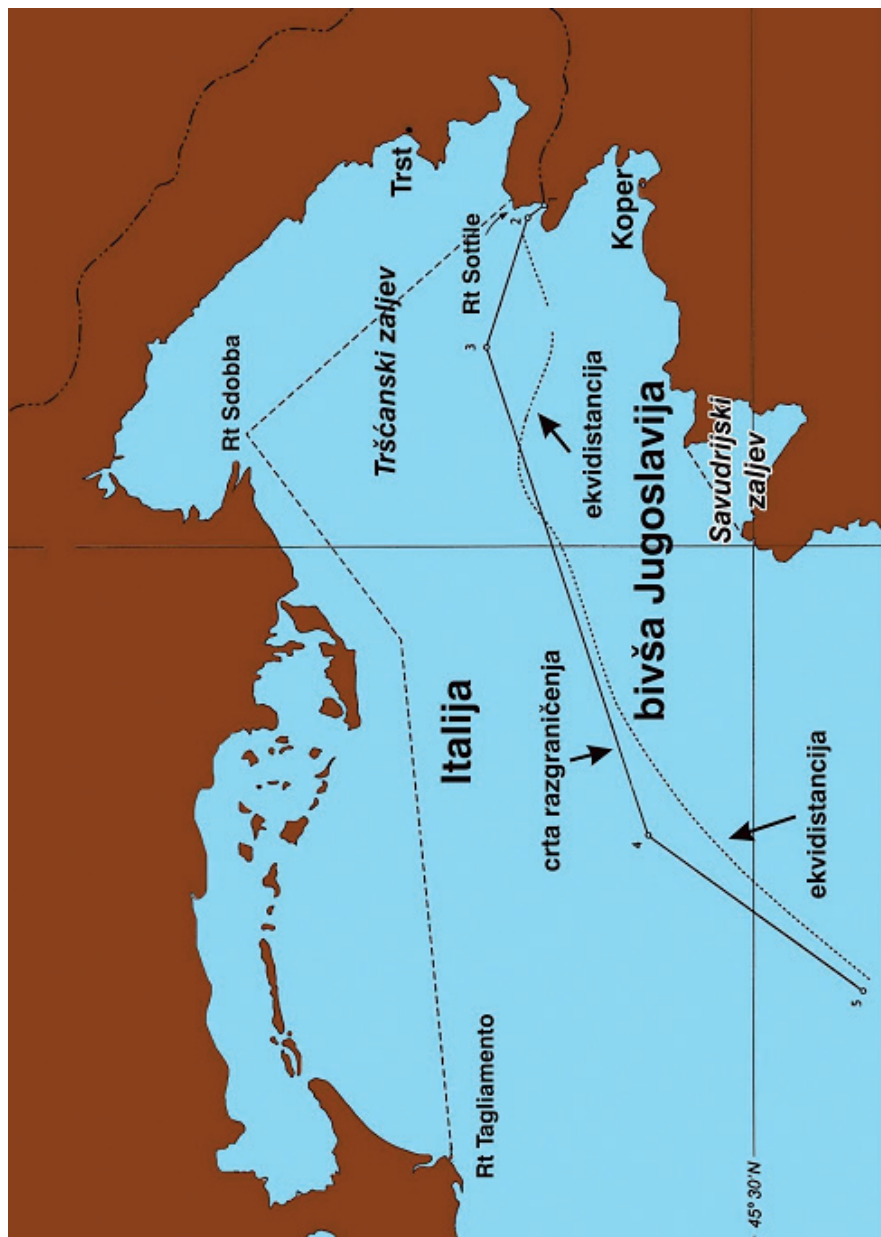 Trst
Koper
Rt Sottile
1
2
3
Tršćanski zaljev
Rt Sdobba
ekvidistancija
bivša Jugoslavija
Savudrijski
zaljev
Italija
crta razgraničenja
4
ekvidistancija
5
Rt Tagliamento
45° 30'N